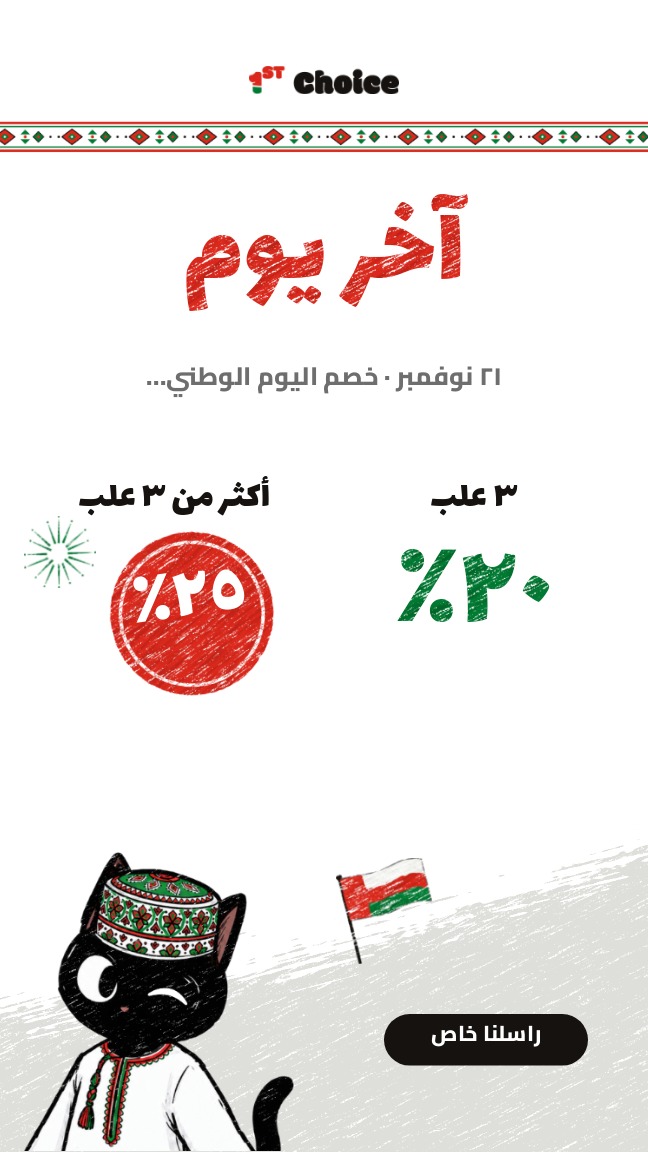 1ST Choice
آخر يوم
٢١ نوفمبر · خصم اليوم الوطني...
٣ علب
٢٠٪
أكثر من ٣ علب
٢٥٪
راسلنا خاص